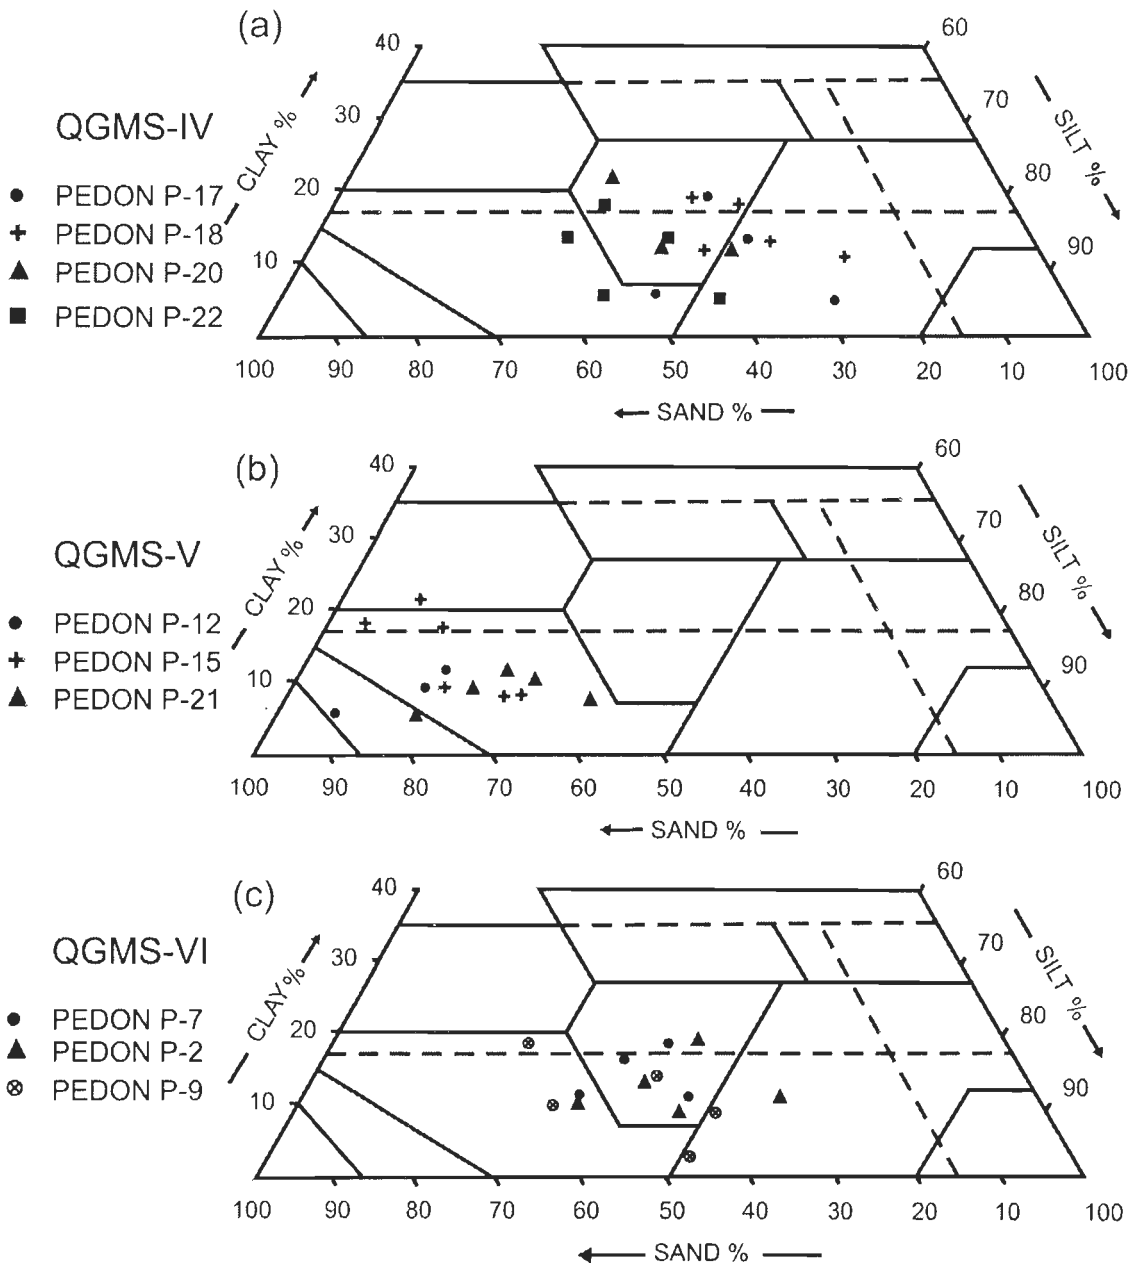 (a)
40
60
QGMS-IV
CLAY %
30
70
SILT %
PEDON P-17
20
80
PEDON P-18
PEDON P-20
10
90
PEDON P-22
100 90 80 70 60 50 40 30 20 10 100
SAND %
(b)
40
60
QGMS-V
CLAY %
30
70
SILT %
PEDON P-12
20
80
PEDON P-15
PEDON P-21
10
90
100 90 80 70 60 50 40 30 20 10 100
SAND %
(c)
40
60
QGMS-VI
CLAY %
30
70
SILT %
PEDON P-7
20
80
PEDON P-2
PEDON P-9
10
90
100 90 80 70 60 50 40 30 20 10 100
SAND %